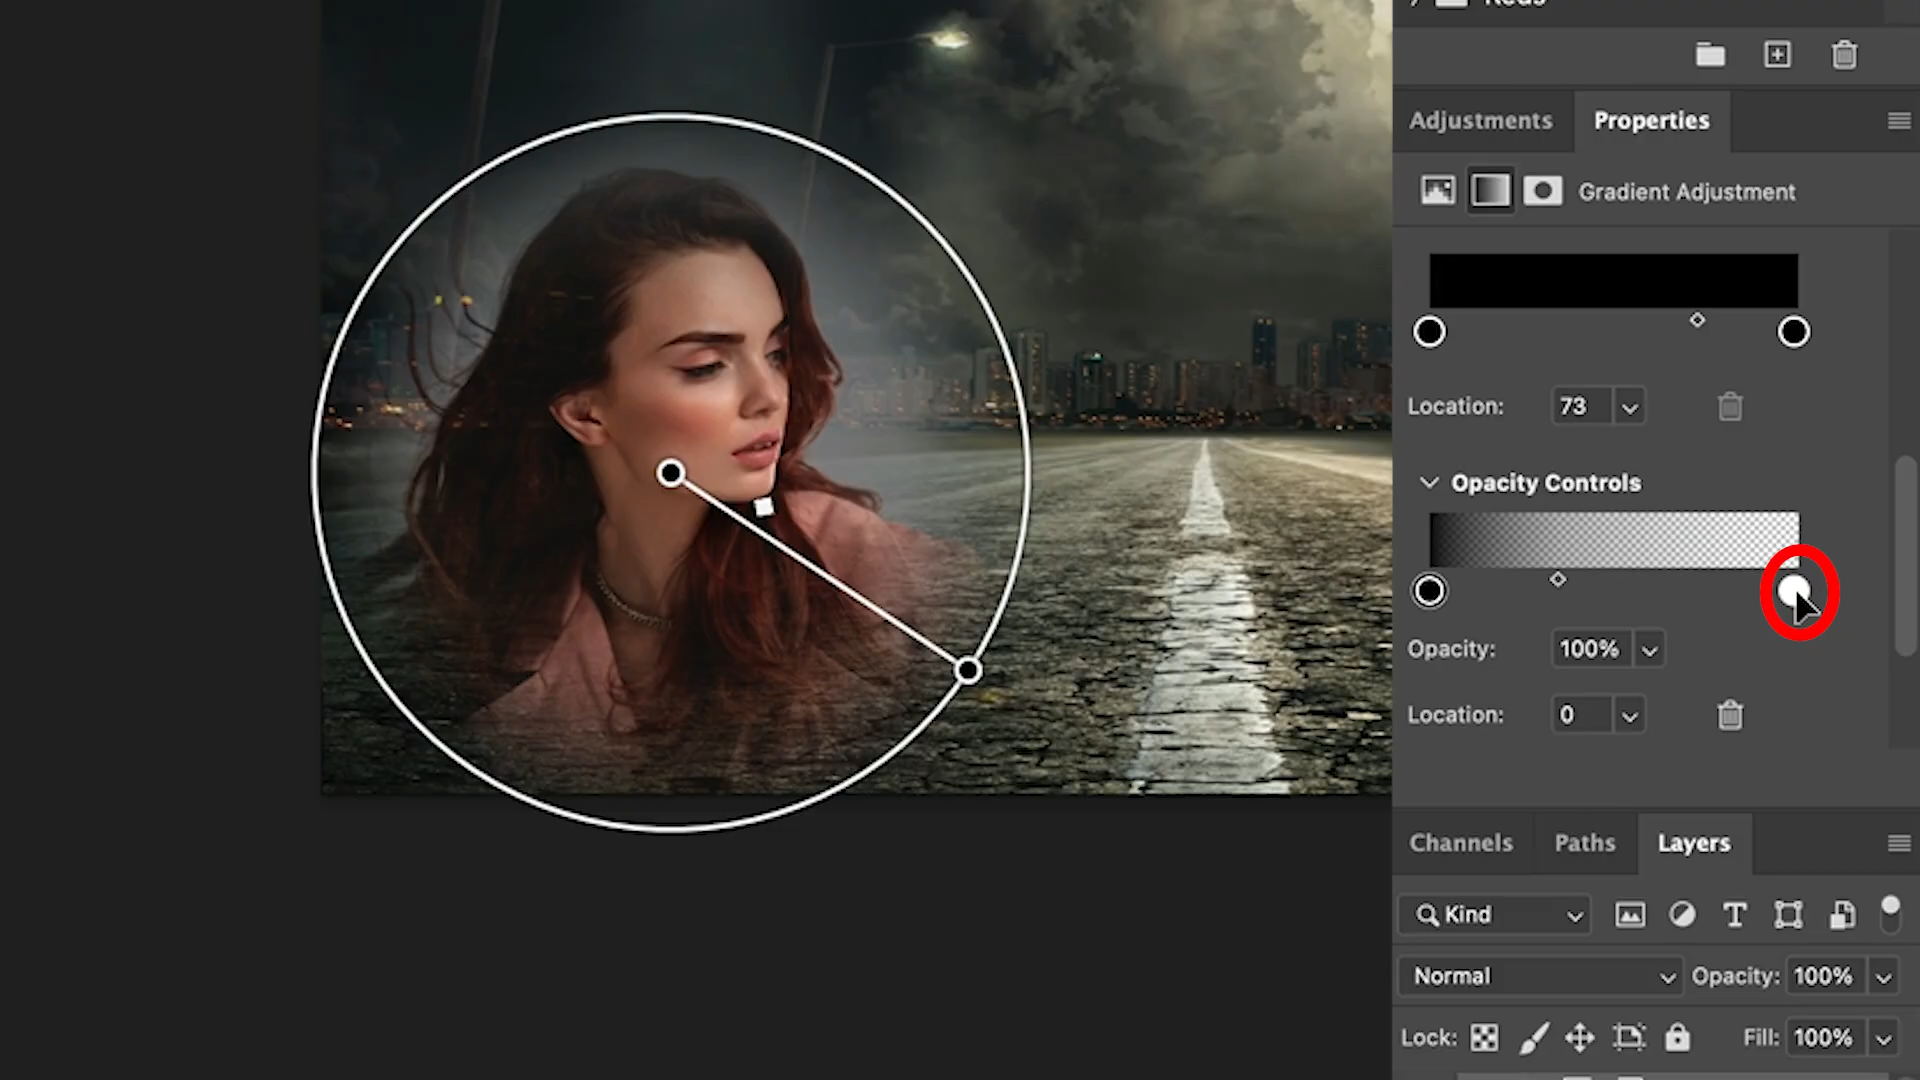 Reds
Adjustments
Properties
Gradient Adjustment
Location:
73
Opacity Controls
Opacity:
100%
Location:
0
Channels
Paths
Layers
Kind
Normal
Opacity:
100%
Lock:
Fill:
100%